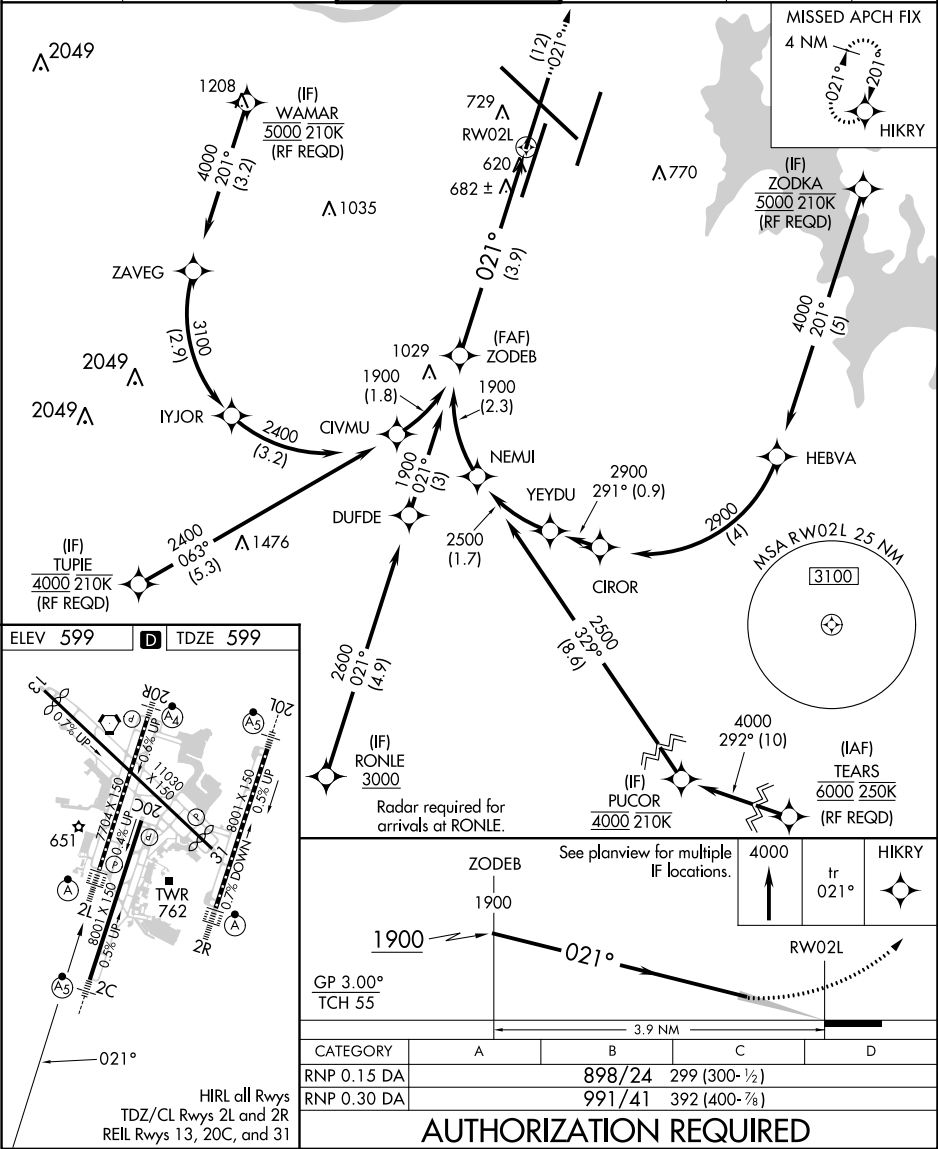 2049
1208
(IF)
WAMAR
5000 210K
(RF REQD)
4000
201°
(3.2)
(12)
021°
729
RW02L
620
682 ±
770
1035
MISSED APCH FIX
4 NM
021°
201°
HIKRY
(IF)
ZODKA
5000 210K
(RF REQD)
4000
201°
(5)
ZAVEG
3100
(2.9)
021°
(3.9)
(FAF)
ZODEB
1029
2049
2049
1900
(1.8)
1900
(2.3)
IYJOR
2400
(3.2)
CIVMU
1900
021°
(3)
NEMJI
HEBVA
YEYDU
2900
291° (0.9)
2900
(4)
DUFDE
2500
(1.7)
CIROR
2400
063°
(5.3)
1476
(IF)
TUPIE
4000 210K
(RF REQD)
MSA RW02L 25 NM
3100
2600
021°
(4.9)
2500
329°
(8.6)
4000
292° (10)
(IF)
RONLE
3000
Radar required for
arrivals at RONLE.
(IF)
PUCOR
4000 210K
(IAF)
TEARS
6000 250K
(RF REQD)
ELEV 599
D
TDZE 599
13
0.7% UP
20R
P
A4
0.6% UP
11030
X 150
20L
A5
20C
P
0.4% UP
7704 X 150
P
P
31
8001 X 150
0.5% UP
0.7% DOWN
651
A
2L
8001 X 150
0.5% UP
TWR
762
2R
A
A5
2C
021°
HIRL all Rwys
TDZ/CL Rwys 2L and 2R
REIL Rwys 13, 20C, and 31
ZODEB
1900
See planview for multiple
IF locations.
4000
tr
021°
HIKRY
1900
021°
RW02L
GP 3.00°
TCH 55
3.9 NM
CATEGORY A B C D
RNP 0.15 DA 898/24 299 (300-½)
RNP 0.30 DA 991/41 392 (400-⅞)
AUTHORIZATION REQUIRED